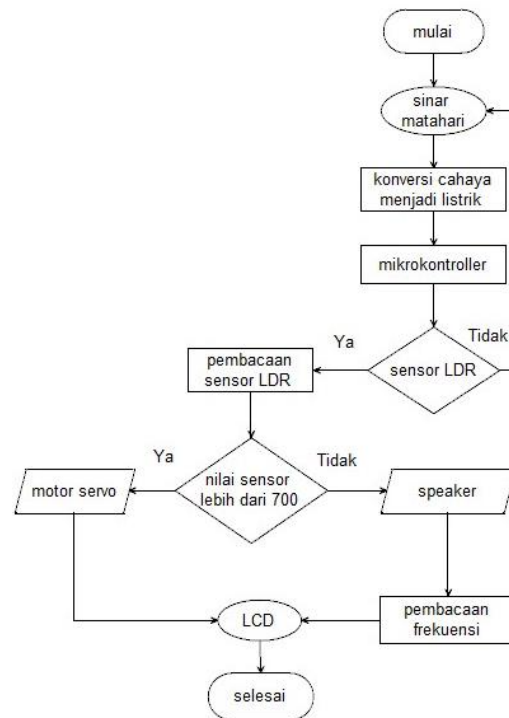 mulai
sinar
matahari
konversi cahaya
menjadi listrik
mikrokontroller
Ya
Tidak
pembacaan
sensor LDR
sensor LDR
Ya
Tidak
motor servo
nilai sensor
lebih dari 700
speaker
LCD
pembacaan
frekuensi
selesai